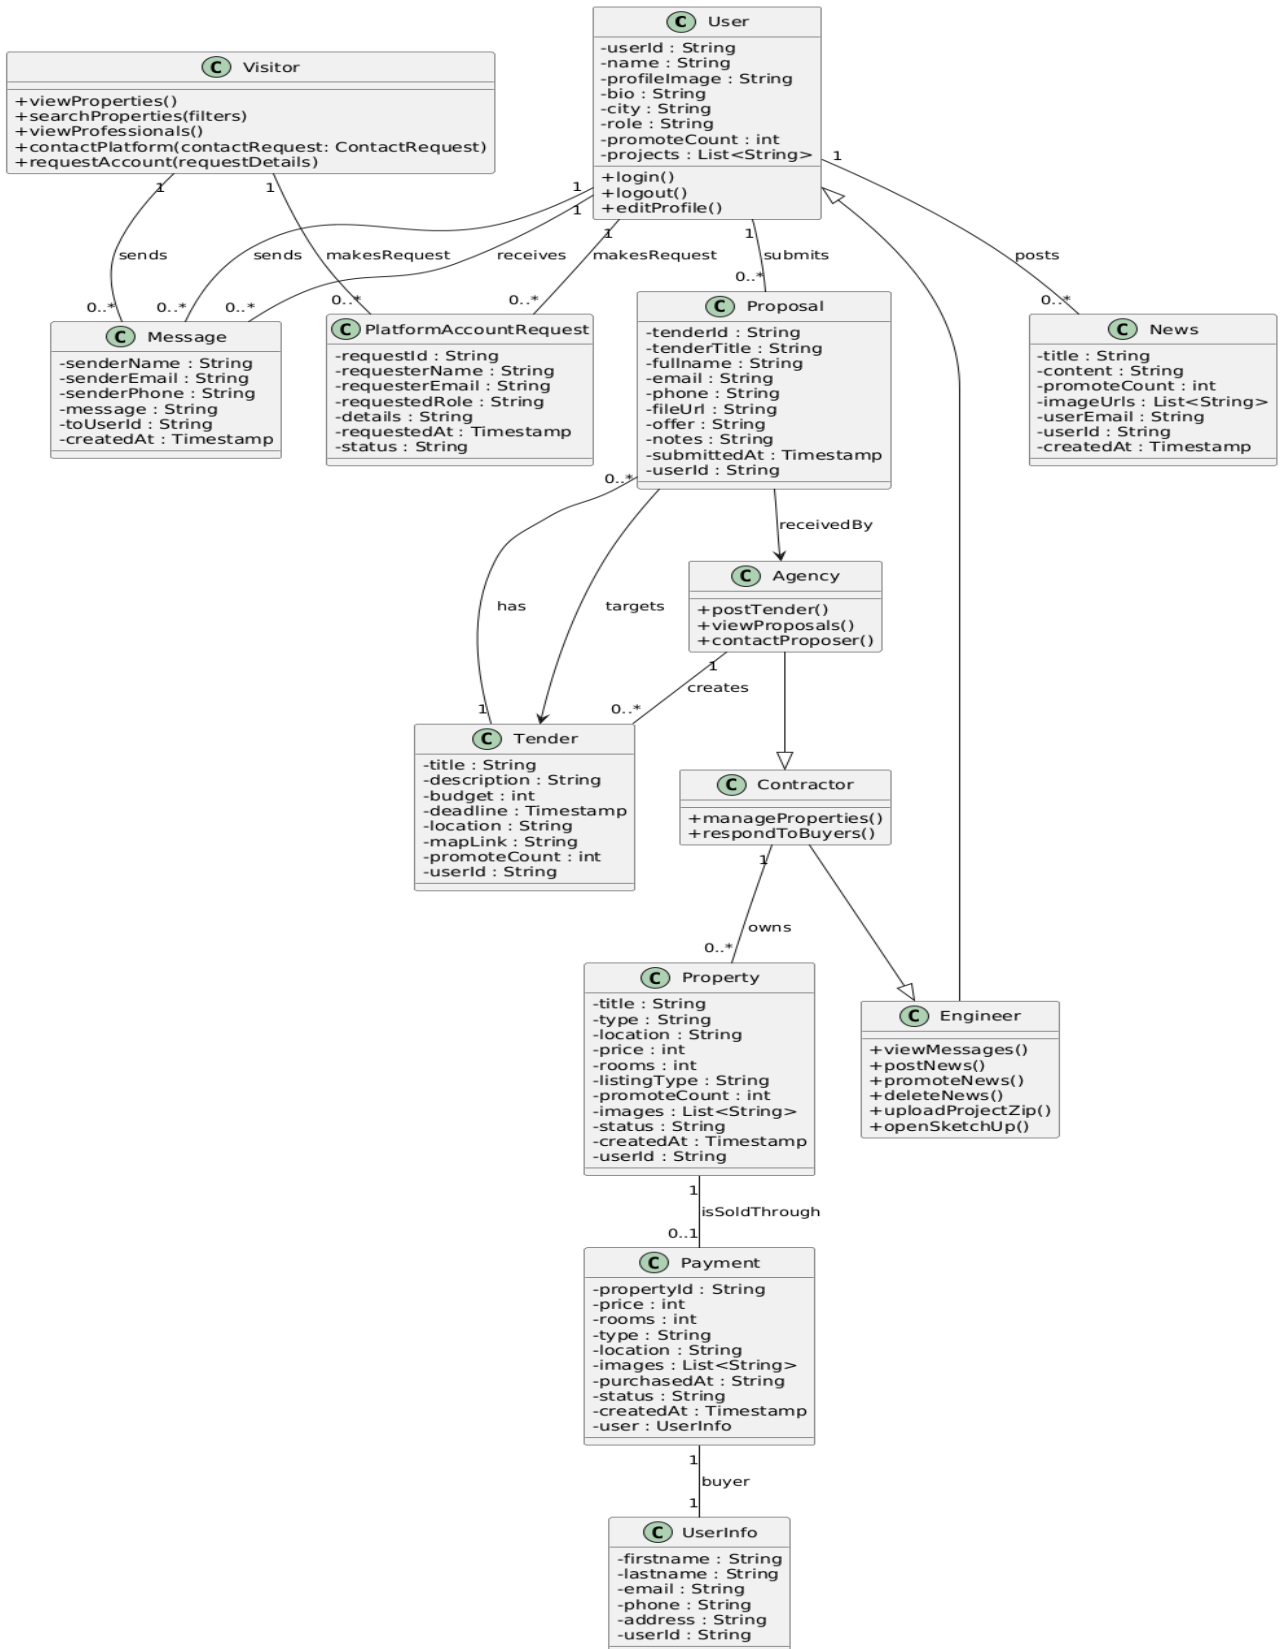 C User
-userId : String
-name : String
-profileImage : String
-bio : String
-city : String
-role : String
-promoteCount : int
-projects : List<String>
+login()
+logout()
+editProfile()
C Visitor
+viewProperties()
+searchProperties(filters)
+viewProfessionals()
+contactPlatform(contactRequest: ContactRequest)
+requestAccount(requestDetails)
1
1
1
1
1
1
1
sends
sends
makesRequest
receives
makesRequest
submits
posts
0..*
0..*
0..*
0..*
0..*
0..*
0..*
C Message
-senderName : String
-senderEmail : String
-senderPhone : String
-message : String
-toUserId : String
-createdAt : Timestamp
C PlatformAccountRequest
-requestId : String
-requesterName : String
-requesterEmail : String
-requestedRole : String
-details : String
-requestedAt : Timestamp
-status : String
C Proposal
-tenderId : String
-tenderTitle : String
-fullname : String
-email : String
-phone : String
-fileUrl : String
-offer : String
-notes : String
-submittedAt : Timestamp
-userId : String
C News
-title : String
-content : String
-promoteCount : int
-imageUrls : List<String>
-userEmail : String
-userId : String
-createdAt : Timestamp
0..*
receivedBy
has
targets
C Agency
+postTender()
+viewProposals()
+contactProposer()
1
creates
0..*
1
C Tender
-title : String
-description : String
-budget : int
-deadline : Timestamp
-location : String
-mapLink : String
-promoteCount : int
-userId : String
C Contractor
+manageProperties()
+respondToBuyers()
1
owns
0..*
C Property
-title : String
-type : String
-location : String
-price : int
-rooms : int
-listingType : String
-promoteCount : int
-images : List<String>
-status : String
-createdAt : Timestamp
-userId : String
C Engineer
+viewMessages()
+postNews()
+promoteNews()
+deleteNews()
+uploadProjectZip()
+openSketchUp()
1
isSoldThrough
0..1
C Payment
-propertyId : String
-price : int
-rooms : int
-type : String
-location : String
-images : List<String>
-purchasedAt : String
-status : String
-createdAt : Timestamp
-user : UserInfo
1
buyer
1
C UserInfo
-firstname : String
-lastname : String
-email : String
-phone : String
-address : String
-userId : String